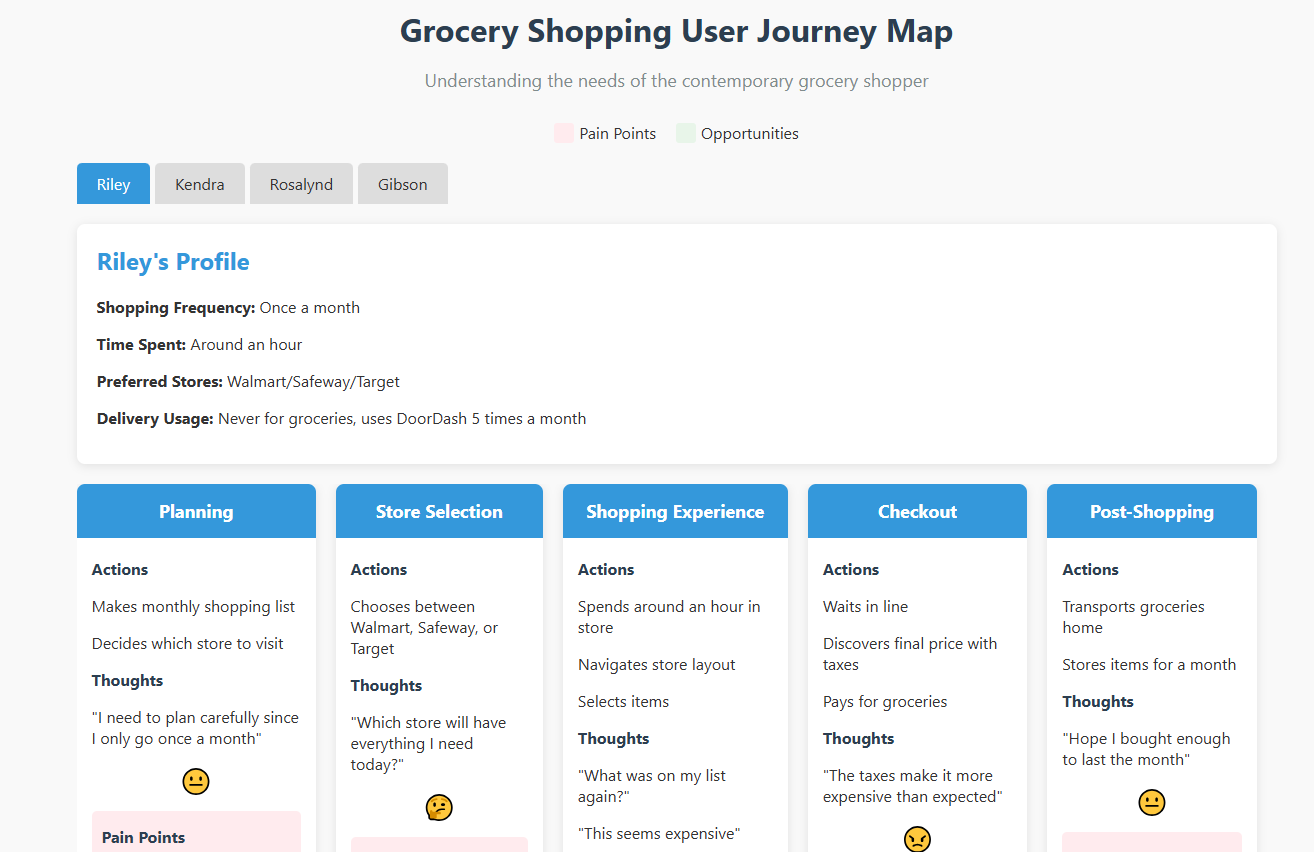 Grocery Shopping User Journey Map
Understanding the needs of the contemporary grocery shopper
Pain Points
Opportunities
Riley
Kendra
Rosalynd
Gibson
Riley's Profile
Shopping Frequency: Once a month
Time Spent: Around an hour
Preferred Stores: Walmart/Safeway/Target
Delivery Usage: Never for groceries, uses DoorDash 5 times a month
Planning
Actions
Makes monthly shopping list
Decides which store to visit
Thoughts
"I need to plan carefully since
I only go once a month"
Pain Points
Store Selection
Actions
Chooses between
Walmart, Safeway, or
Target
Thoughts
"Which store will have
everything I need
today?"
Shopping Experience
Actions
Spends around an hour in
store
Navigates store layout
Selects items
Thoughts
"What was on my list
again?"
"This seems expensive"
Checkout
Actions
Waits in line
Discovers final price with
taxes
Pays for groceries
Thoughts
"The taxes make it more
expensive than expected"
Post-Shopping
Actions
Transports groceries
home
Stores items for a month
Thoughts
"Hope I bought enough
to last the month"